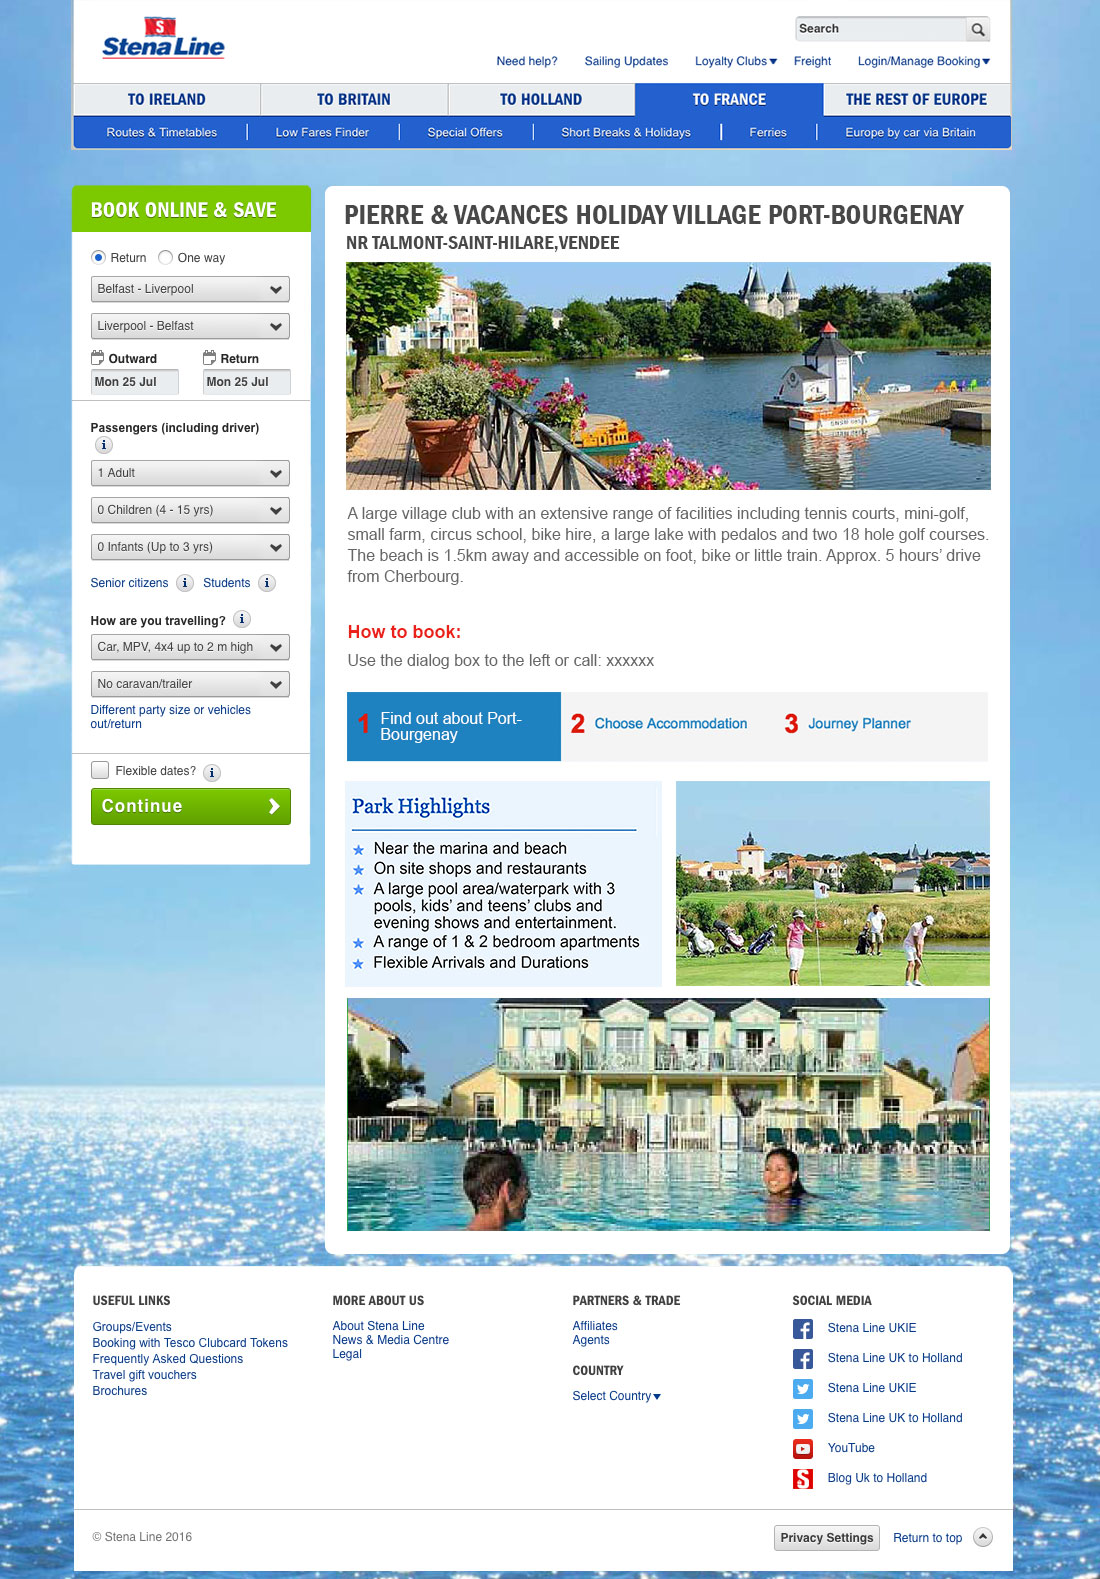 S
Stena Line
Search
Need help?
Sailing Updates
Loyalty Clubs
Freight
Login/Manage Booking
TO IRELAND
TO BRITAIN
TO HOLLAND
TO FRANCE
THE REST OF EUROPE
Routes & Timetables
Low Fares Finder
Special Offers
Short Breaks & Holidays
Ferries
Europe by car via Britain
BOOK ONLINE & SAVE
Return
One way
Belfast - Liverpool
Liverpool - Belfast
Outward
Return
Mon 25 Jul
Mon 25 Jul
Passengers (including driver)
i
1 Adult
0 Children (4 - 15 yrs)
0 Infants (Up to 3 yrs)
Senior citizens i Students i
How are you travelling? i
Car, MPV, 4x4 up to 2 m high
No caravan/trailer
Different party size or vehicles
out/return
Flexible dates? i
Continue
PIERRE & VACANCES HOLIDAY VILLAGE PORT-BOURGENAY
NR TALMONT-SAINT-HILARE,VENDEE
A large village club with an extensive range of facilities including tennis courts, mini-golf,
small farm, circus school, bike hire, a large lake with pedalos and two 18 hole golf courses.
The beach is 1.5km away and accessible on foot, bike or little train. Approx. 5 hours’ drive
from Cherbourg.
How to book:
Use the dialog box to the left or call: xxxxxx
1 Find out about Port-
Bourgenay
2 Choose Accommodation
3 Journey Planner
Park Highlights
Near the marina and beach
On site shops and restaurants
A large pool area/waterpark with 3
pools, kids’ and teens’ clubs and
evening shows and entertainment.
A range of 1 & 2 bedroom apartments
Flexible Arrivals and Durations
USEFUL LINKS
Groups/Events
Booking with Tesco Clubcard Tokens
Frequently Asked Questions
Travel gift vouchers
Brochures
MORE ABOUT US
About Stena Line
News & Media Centre
Legal
PARTNERS & TRADE
Affiliates
Agents
COUNTRY
Select Country
SOCIAL MEDIA
Stena Line UKIE
Stena Line UK to Holland
Stena Line UKIE
Stena Line UK to Holland
YouTube
Blog Uk to Holland
© Stena Line 2016
Privacy Settings
Return to top